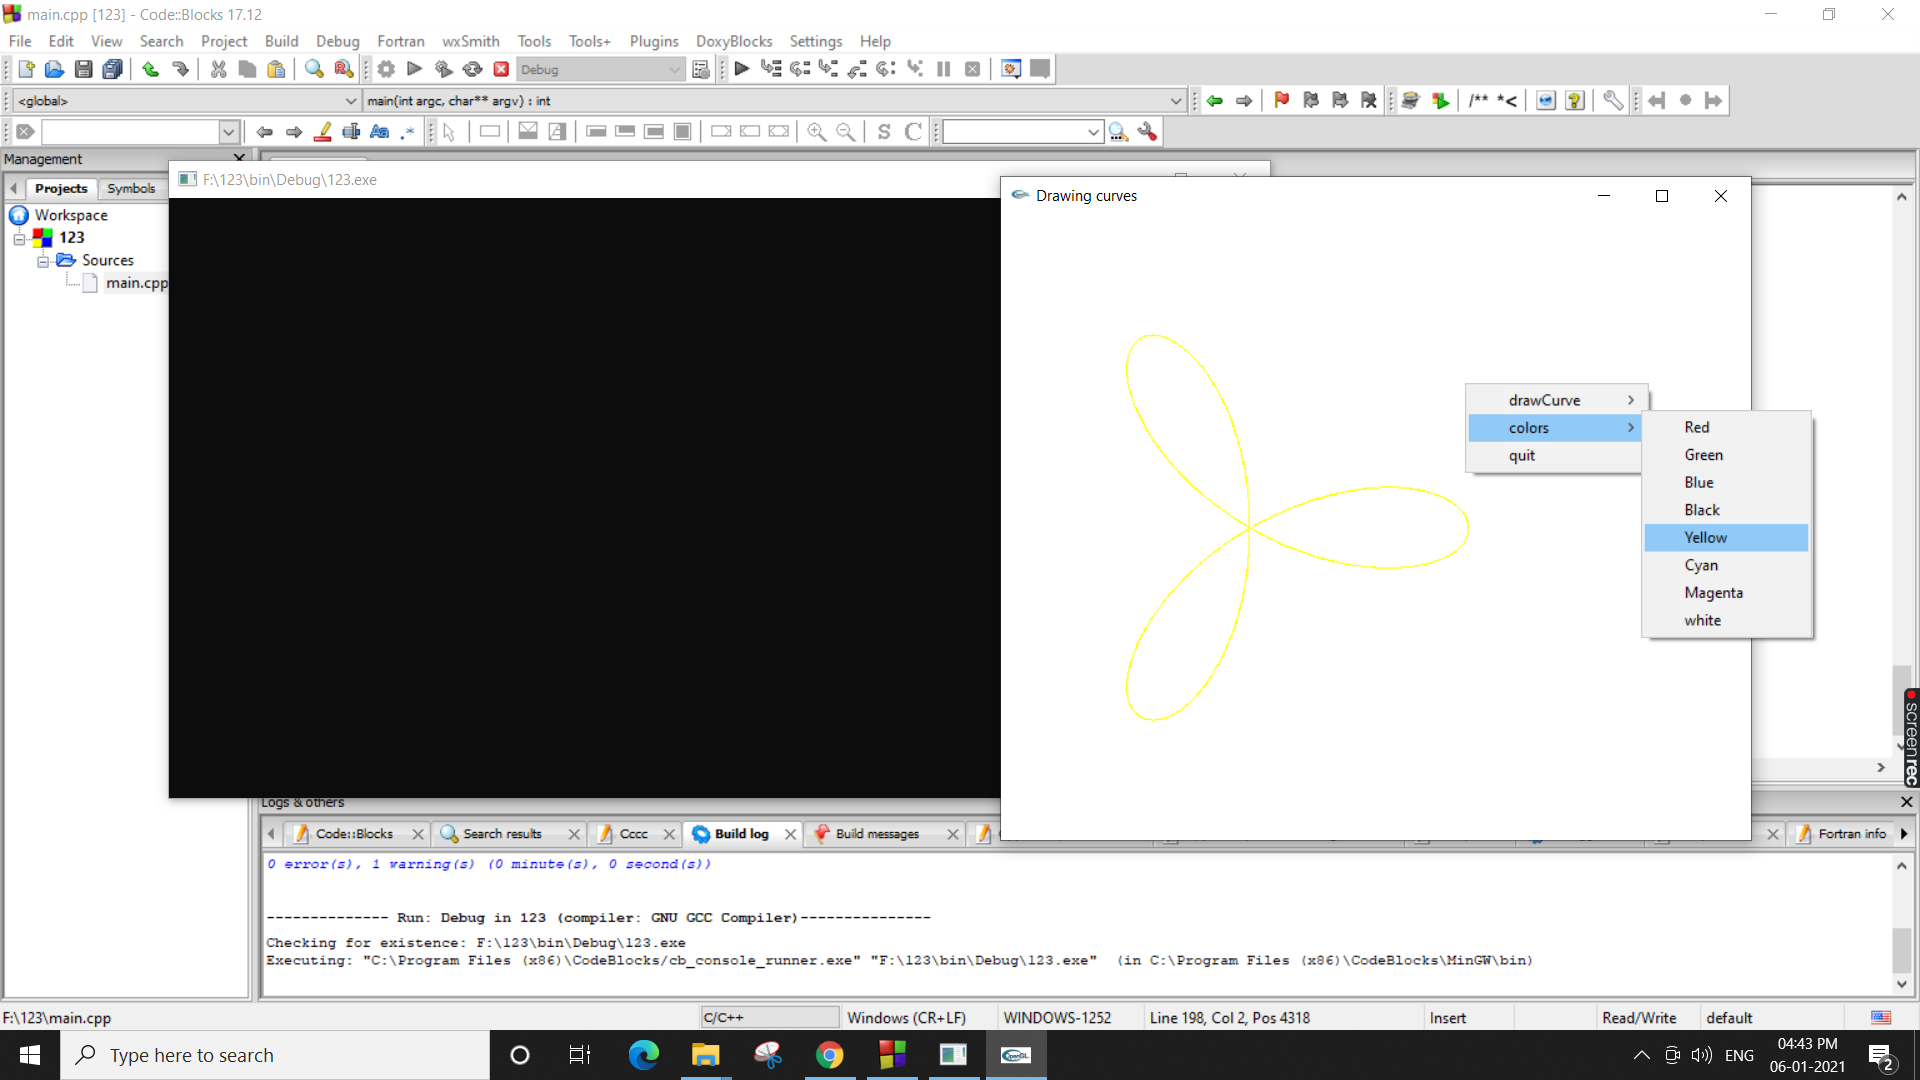 main.cpp [123] - Code::Blocks 17.12
File Edit View Search Project Build Debug Fortran wxSmith Tools Tools+ Plugins DoxyBlocks Settings Help
Debug
<global> main(int argc, char** argv) : int /** *<
Aa .* S C
Management
Projects Symbols
Workspace
123
Sources
main.cpp
F:\123\bin\Debug\123.exe
Drawing curves
drawCurve
colors
quit
Red
Green
Blue
Black
Yellow
Cyan
Magenta
white
screenrec
Logs & others
Code::Blocks Search results Cccc Build log Build messages Fortran info
0 error(s), 1 warning(s) (0 minute(s), 0 second(s))
-------------- Run: Debug in 123 (compiler: GNU GCC Compiler)---------------
Checking for existence: F:\123\bin\Debug\123.exe
Executing: "C:\Program Files (x86)\CodeBlocks/cb_console_runner.exe" "F:\123\bin\Debug\123.exe"  (in C:\Program Files (x86)\CodeBlocks\MinGW\bin)
F:\123\main.cpp C/C++ Windows (CR+LF) WINDOWS-1252 Line 198, Col 2, Pos 4318 Insert Read/Write default
Type here to search
OpenGL
ENG
04:43 PM
06-01-2021
2